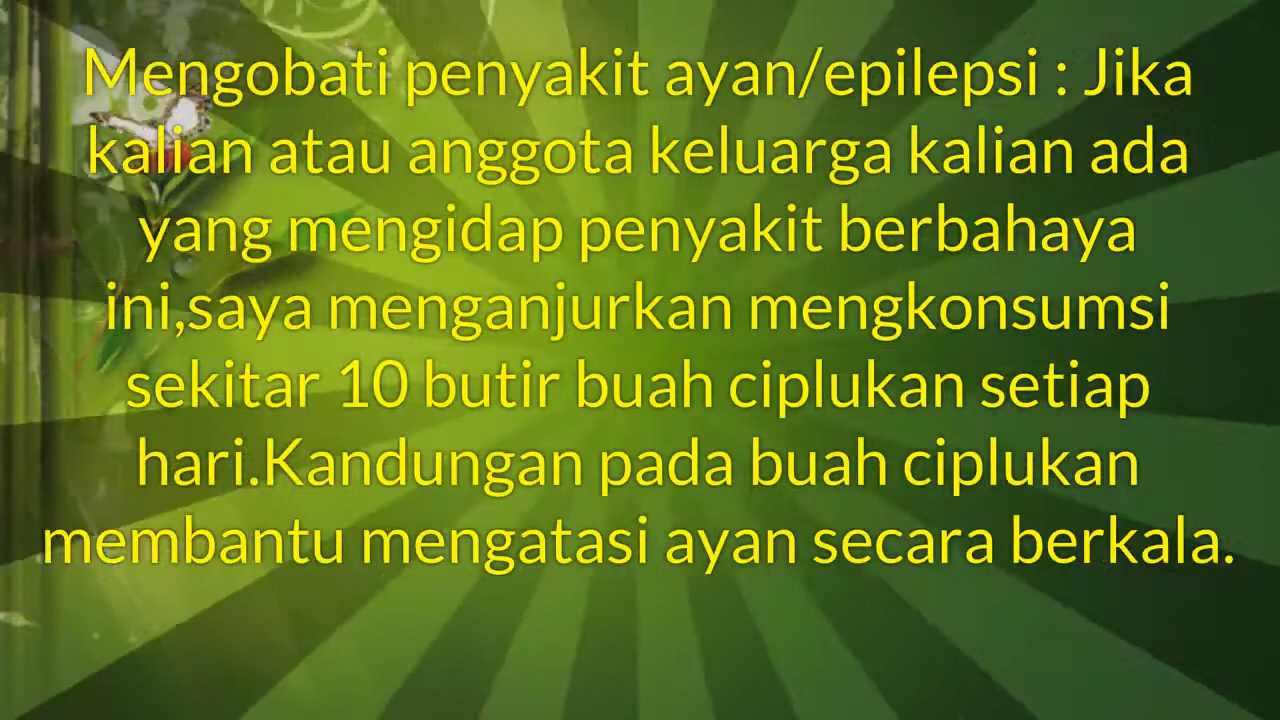 Mengobati penyakit ayan/epilepsi : Jika
kalian atau anggota keluarga kalian ada
yang mengidap penyakit berbahaya
ini,saya menganjurkan mengkonsumsi
sekitar 10 butir buah ciplukan setiap
hari.Kandungan pada buah ciplukan
membantu mengatasi ayan secara berkala.